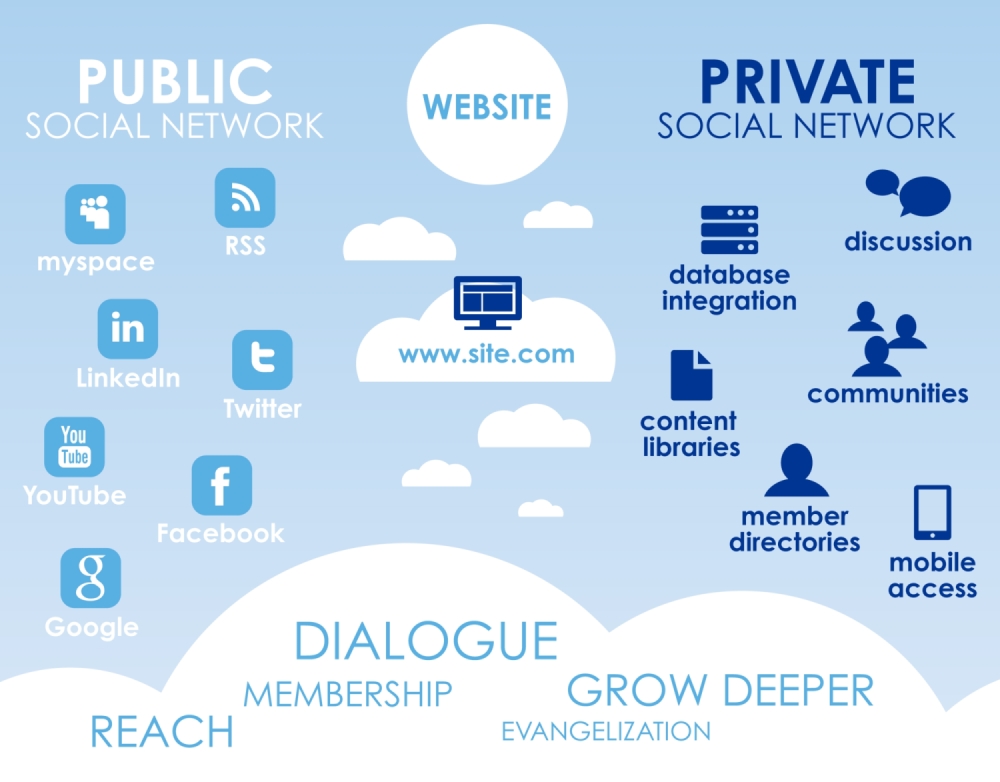 PUBLIC
SOCIAL NETWORK
WEBSITE
PRIVATE
SOCIAL NETWORK
myspace
RSS
in
LinkedIn
t
Twitter
You
Tube
YouTube
f
Facebook
g
Google
www.site.com
database
integration
discussion
content
libraries
communities
member
directories
mobile
access
DIALOGUE
MEMBERSHIP
GROW DEEPER
REACH
EVANGELIZATION